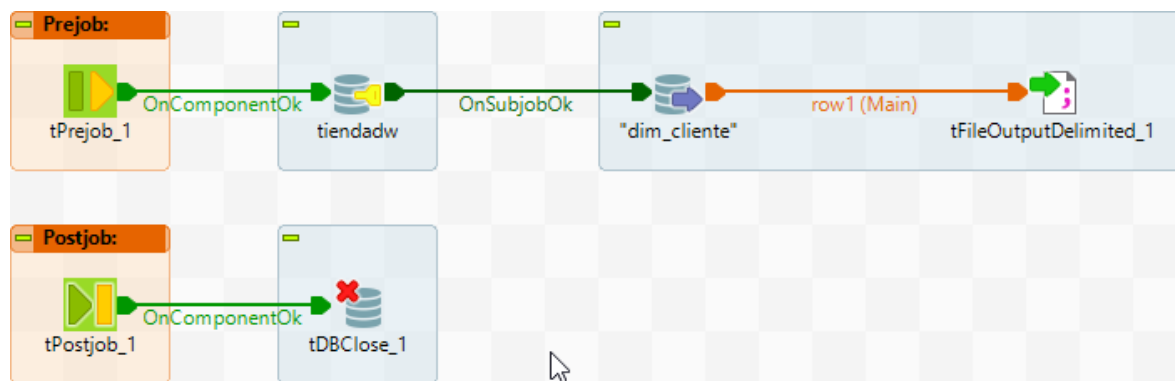 Prejob:
OnComponentOk
OnSubjobOk
row1 (Main)
tPrejob_1
tiendadw
"dim_cliente"
tFileOutputDelimited_1
Postjob:
OnComponentOk
tPostjob_1
tDBClose_1